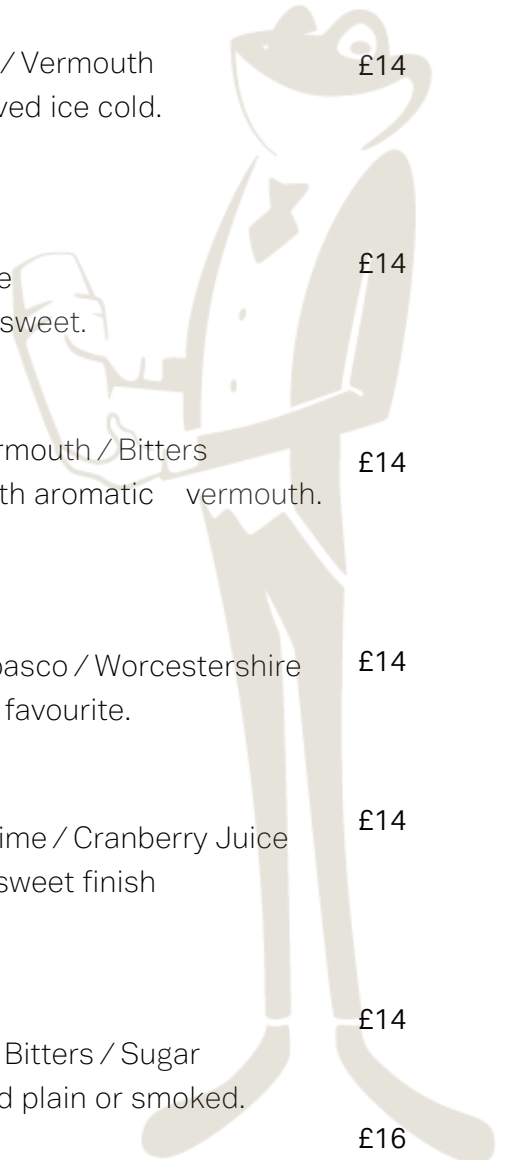 / Vermouth £14
ved ice cold.
e £14
sweet.
rmouth / Bitters £14
th aromatic vermouth.
basco / Worcestershire £14
favourite.
ime / Cranberry Juice £14
sweet finish
£14
Bitters / Sugar
d plain or smoked.
£16